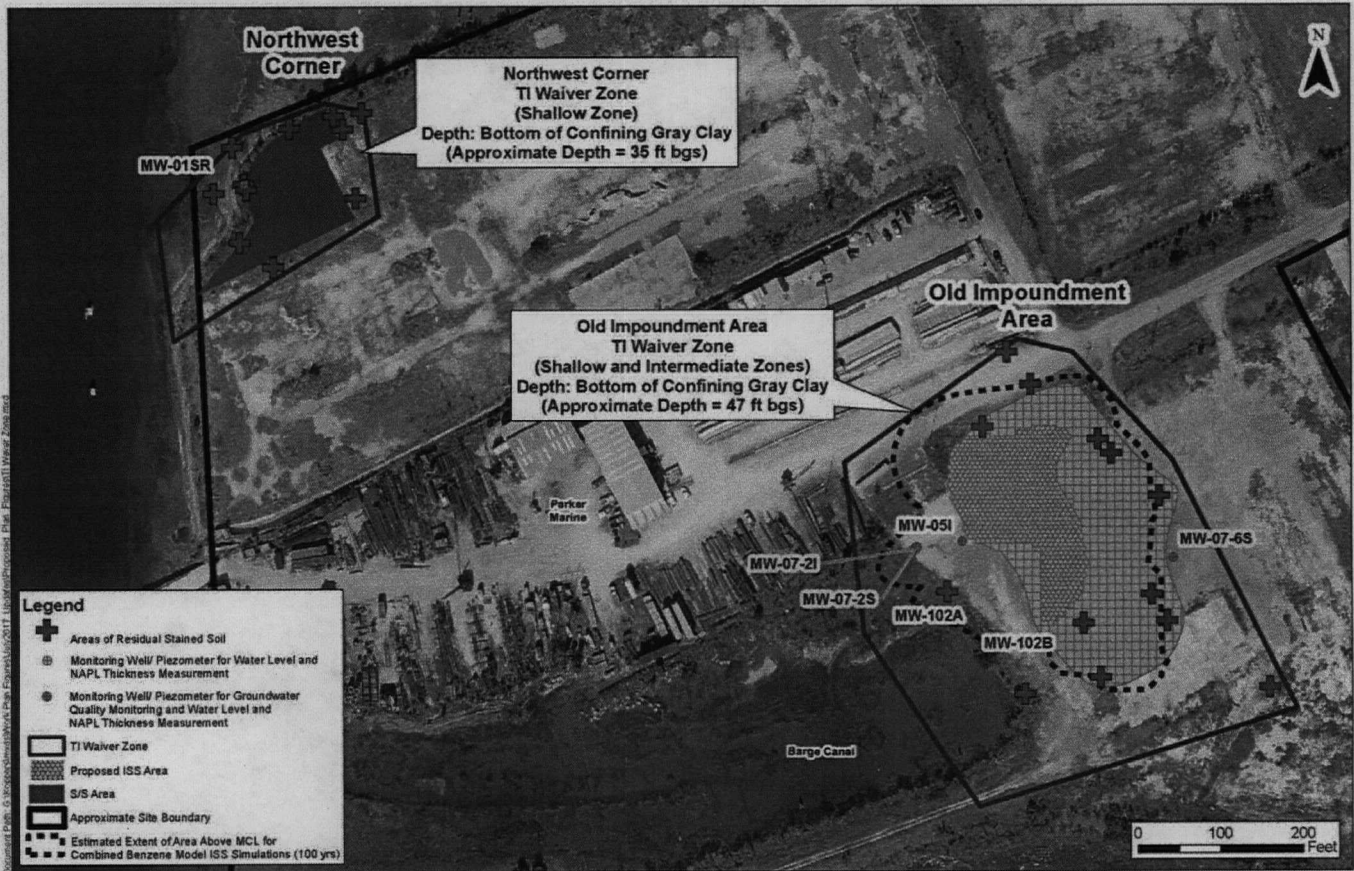 Northwest
Corner
N
Northwest Corner
TI Waiver Zone
(Shallow Zone)
Depth: Bottom of Confining Gray Clay
(Approximate Depth = 35 ft bgs)
MW-01SR
Old Impoundment
Area
Old Impoundment Area
TI Waiver Zone
(Shallow and Intermediate Zones)
Depth: Bottom of Confining Gray Clay
(Approximate Depth = 47 ft bgs)
Parker
Marine
MW-05I
MW-07-6S
MW-07-2I
MW-07-2S
MW-102A
MW-102B
Barge Canal
Legend
Areas of Residual Stained Soil
Monitoring Well/ Piezometer for Water Level and
NAPL Thickness Measurement
Monitoring Well/ Piezometer for Groundwater
Quality Monitoring and Water Level and
NAPL Thickness Measurement
TI Waiver Zone
Proposed ISS Area
S/S Area
Approximate Site Boundary
Estimated Extent of Area Above MCL for
Combined Benzene Model ISS Simulations (100 yrs)
0 100 200
Feet